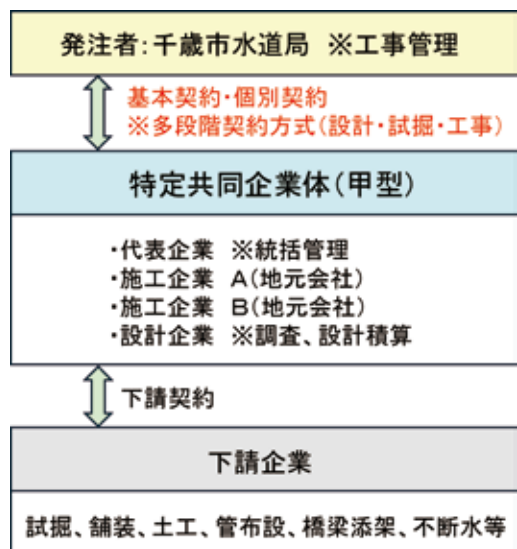 発注者：千歳市水道局 ※工事管理
基本契約・個別契約
※多段階契約方式（設計・試掘・工事）
特定共同企業体（甲型）
・代表企業 ※統括管理
・施工企業 A（地元会社）
・施工企業 B（地元会社）
・設計企業 ※調査、設計積算
下請契約
下請企業
試掘、舗装、土工、管布設、橋梁添架、不断水等